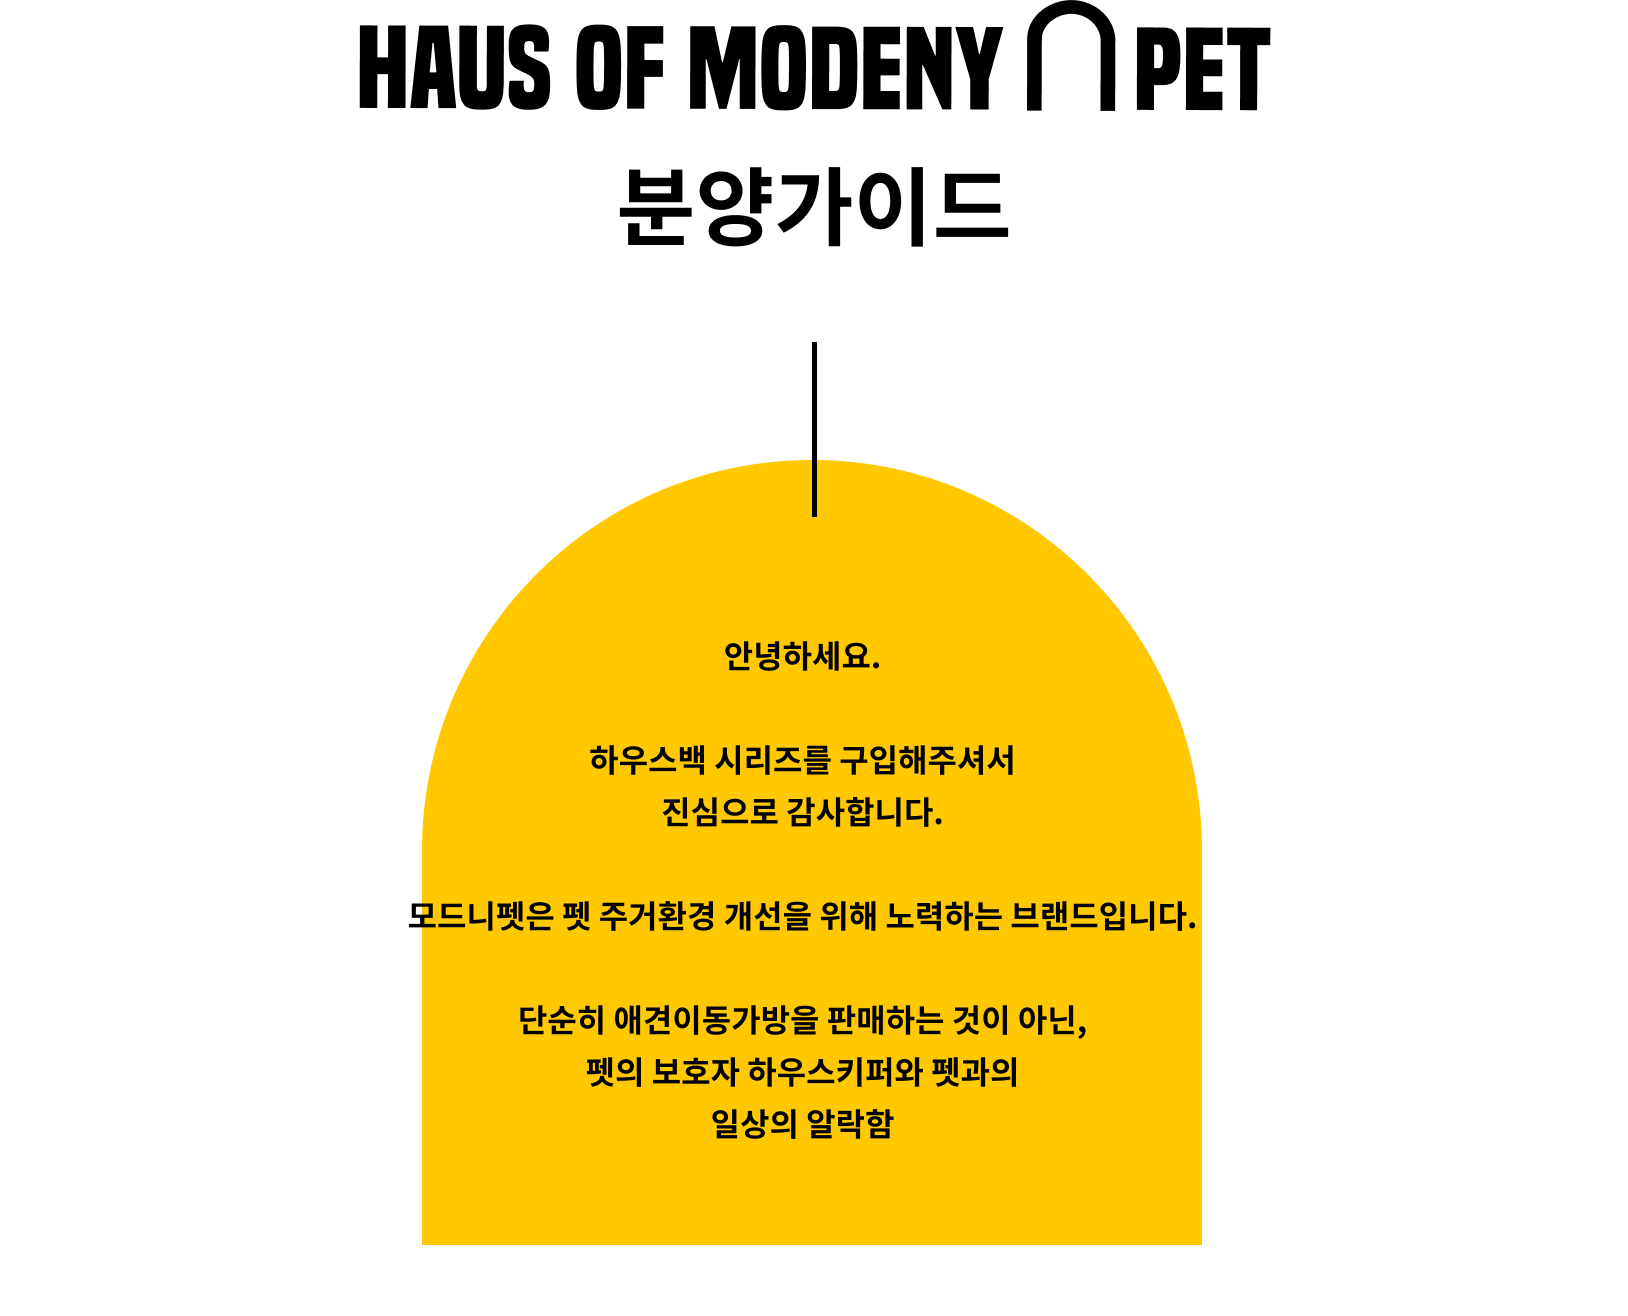 HAUS OF MODENY PET
분양가이드
안녕하세요.
하우스백 시리즈를 구입해주셔서
진심으로 감사합니다.
모드니펫은 펫 주거환경 개선을 위해 노력하는 브랜드입니다.
단순히 애견이동가방을 판매하는 것이 아닌,
펫의 보호자 하우스키퍼와 펫과의
일상의 알락함